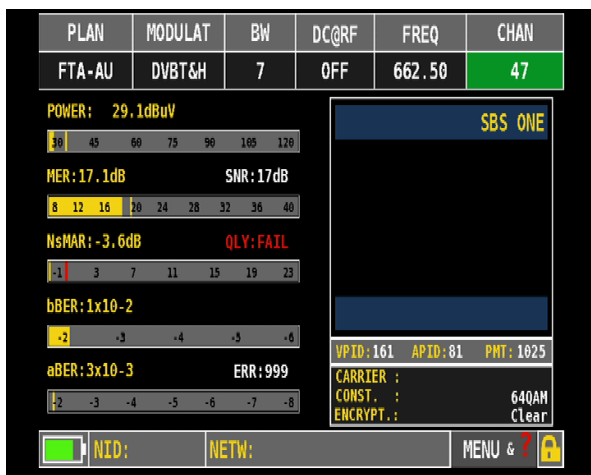 PLAN MODULAT BW DC@RF FREQ CHAN
FTA-AU DVBT&H 7 OFF 662.50 47
POWER: 29.1dBuV
30 45 60 75 90 105 120
MER:17.1dB SNR:17dB
8 12 16 20 24 28 32 36 40
NsMAR:-3.6dB QLY:FAIL
-1 3 7 11 15 19 23
bBER:1x10-2
-2 -3 -4 -5 -6
aBER:3x10-3 ERR:999
-2 -3 -4 -5 -6 -7 -8
SBS ONE
VPID:161 APID:81 PMT:1025
CARRIER :
CONST. : 64QAM
ENCRYPT.: Clear
NID: NETW: MENU & ?